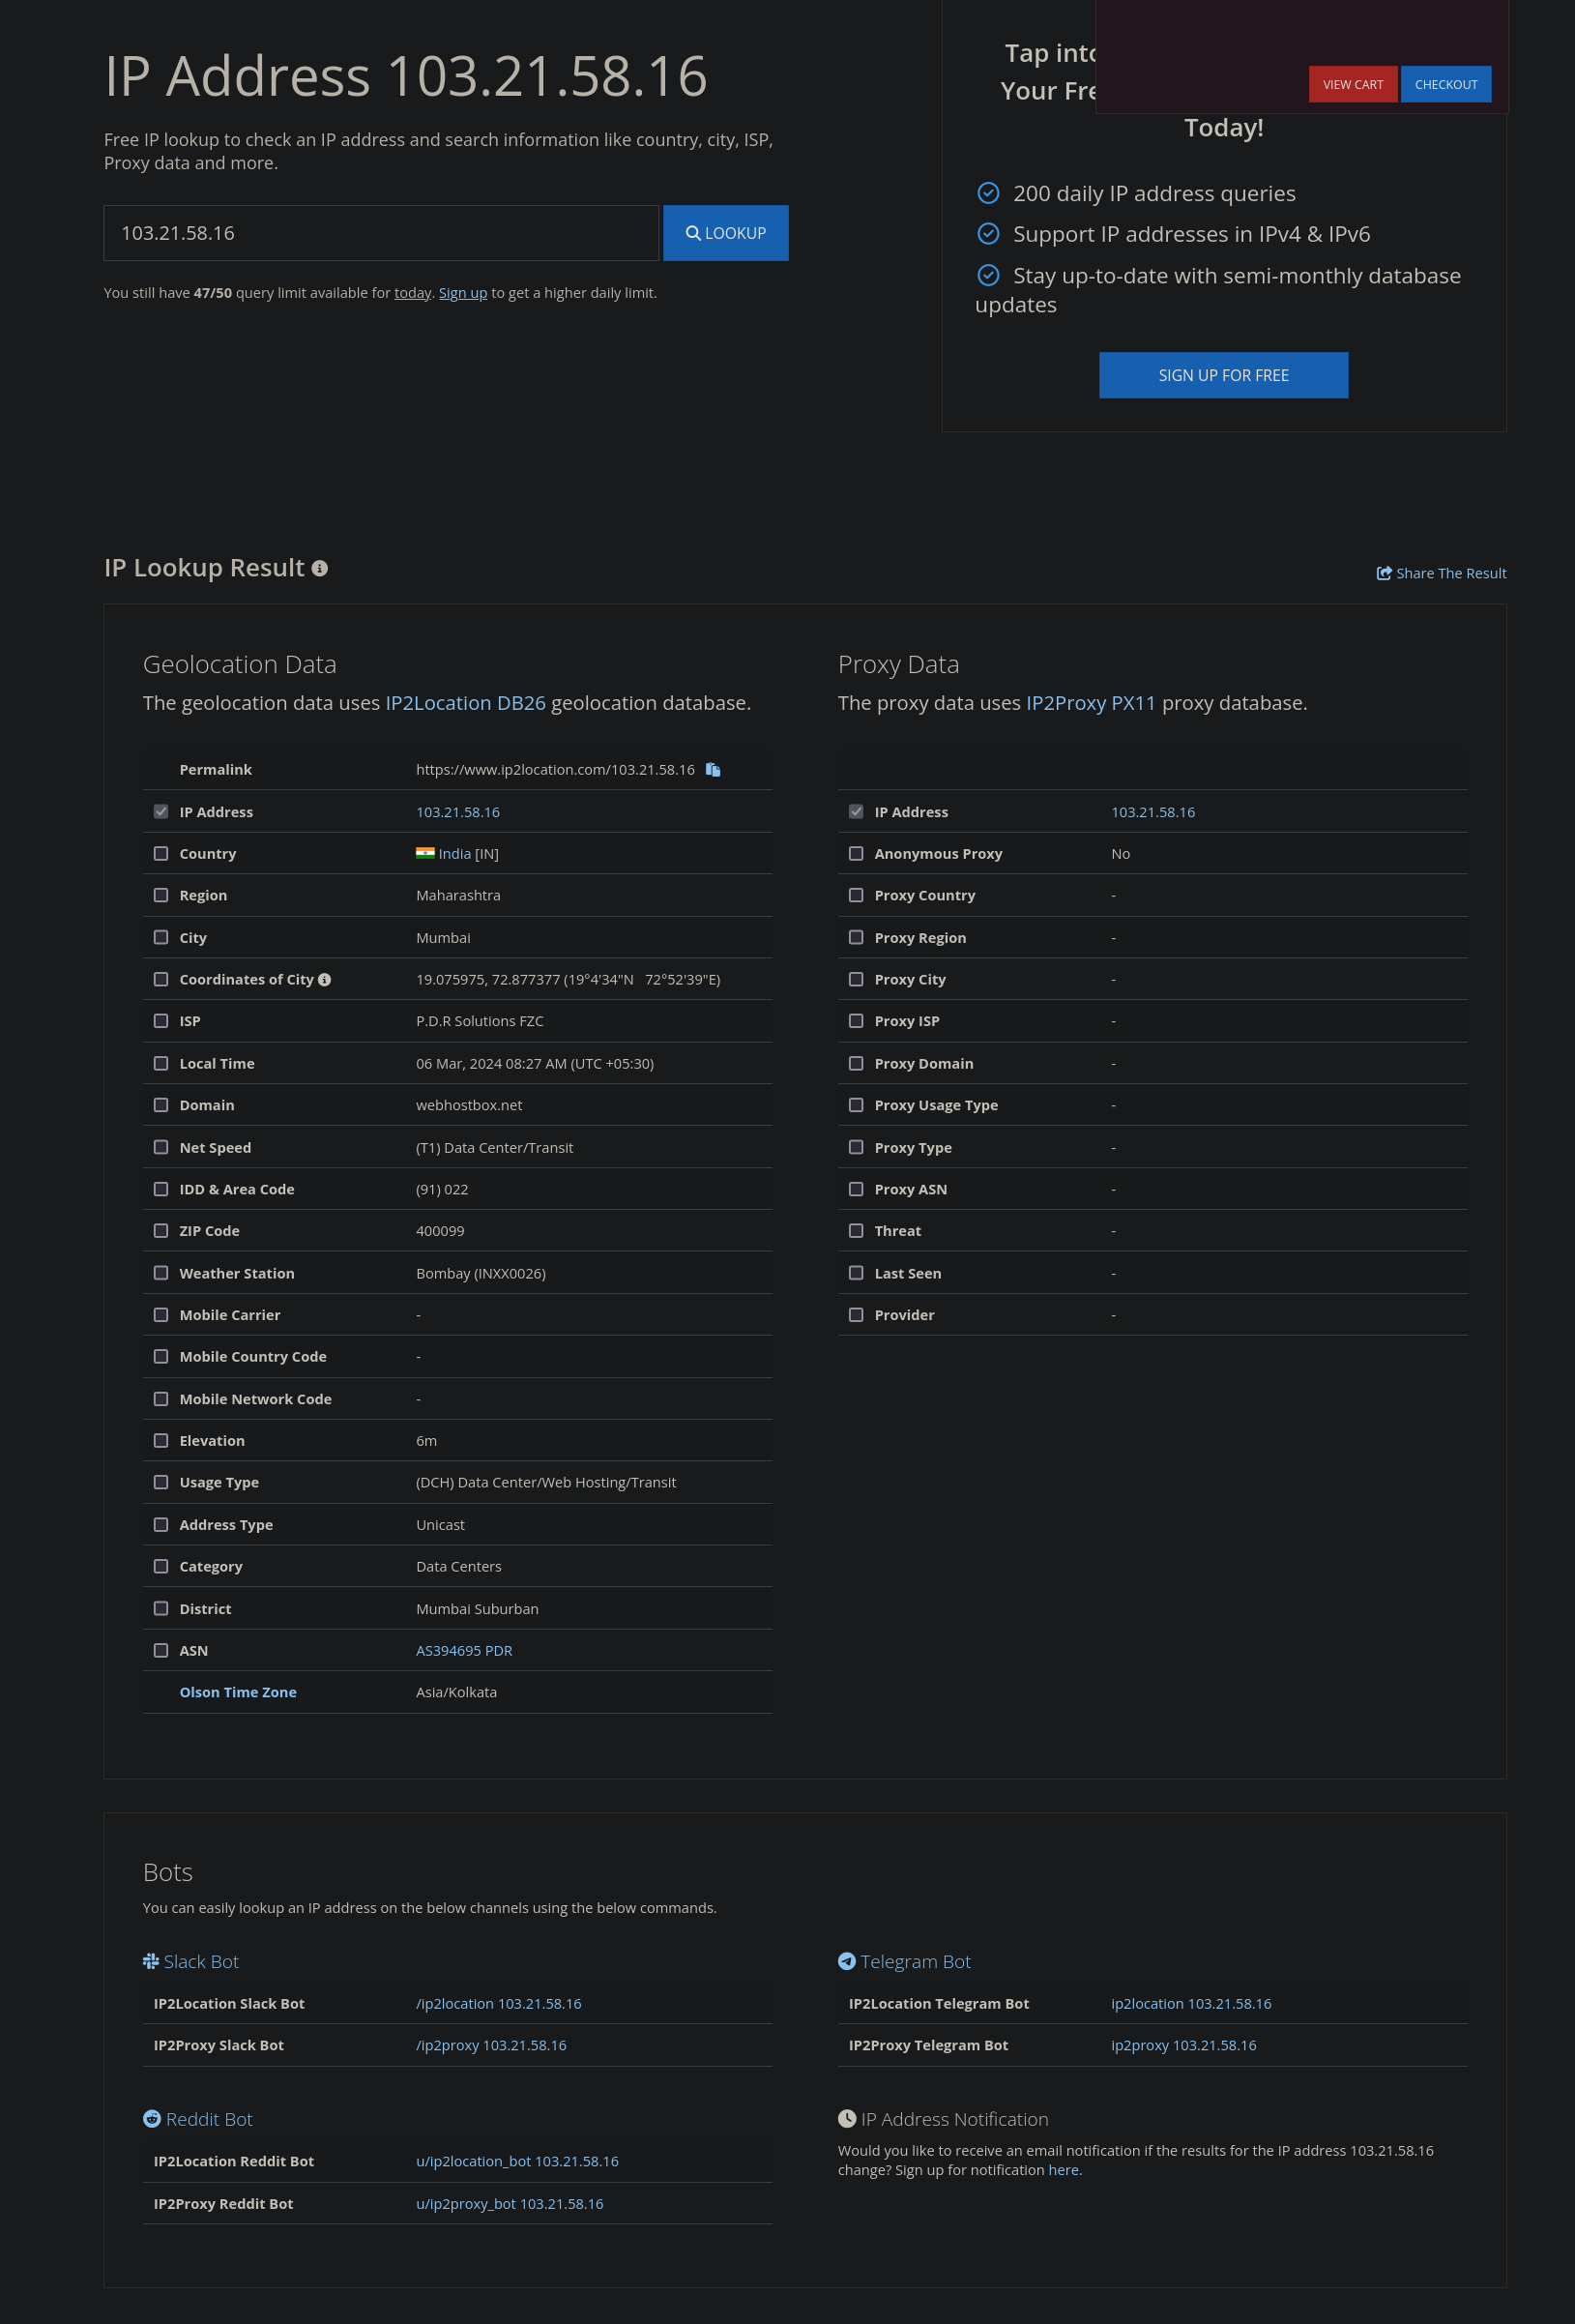 IP Address 103.21.58.16
Free IP lookup to check an IP address and search information like country, city, ISP,
Proxy data and more.
103.21.58.16
LOOKUP
You still have 47/50 query limit available for today. Sign up to get a higher daily limit.
Tap
Your
Today!
VIEW CART
CHECKOUT
200 daily IP address queries
Support IP addresses in IPv4 & IPv6
Stay up-to-date with semi-monthly database
updates
SIGN UP FOR FREE
IP Lookup Result
Share The Result
Geolocation Data
The geolocation data uses IP2Location DB26 geolocation database.
Permalink https://www.ip2location.com/103.21.58.16
IP Address 103.21.58.16
Country India [IN]
Region Maharashtra
City Mumbai
Coordinates of City 19.075975, 72.877377 (19°4'34"N 72°52'39"E)
ISP P.D.R Solutions FZC
Local Time 06 Mar, 2024 08:27 AM (UTC +05:30)
Domain webhostbox.net
Net Speed (T1) Data Center/Transit
IDD & Area Code (91) 022
ZIP Code 400099
Weather Station Bombay (INXX0026)
Mobile Carrier -
Mobile Country Code -
Mobile Network Code -
Elevation 6m
Usage Type (DCH) Data Center/Web Hosting/Transit
Address Type Unicast
Category Data Centers
District Mumbai Suburban
ASN AS394695 PDR
Olson Time Zone Asia/Kolkata
Proxy Data
The proxy data uses IP2Proxy PX11 proxy database.
IP Address 103.21.58.16
Anonymous Proxy No
Proxy Country -
Proxy Region -
Proxy City -
Proxy ISP -
Proxy Domain -
Proxy Usage Type -
Proxy Type -
Proxy ASN -
Threat -
Last Seen -
Provider -
Bots
You can easily lookup an IP address on the below channels using the below commands.
Slack Bot
IP2Location Slack Bot /ip2location 103.21.58.16
IP2Proxy Slack Bot /ip2proxy 103.21.58.16
Telegram Bot
IP2Location Telegram Bot ip2location 103.21.58.16
IP2Proxy Telegram Bot ip2proxy 103.21.58.16
Reddit Bot
IP2Location Reddit Bot u/ip2location_bot 103.21.58.16
IP2Proxy Reddit Bot u/ip2proxy_bot 103.21.58.16
IP Address Notification
Would you like to receive an email notification if the results for the IP address 103.21.58.16
change? Sign up for notification here.